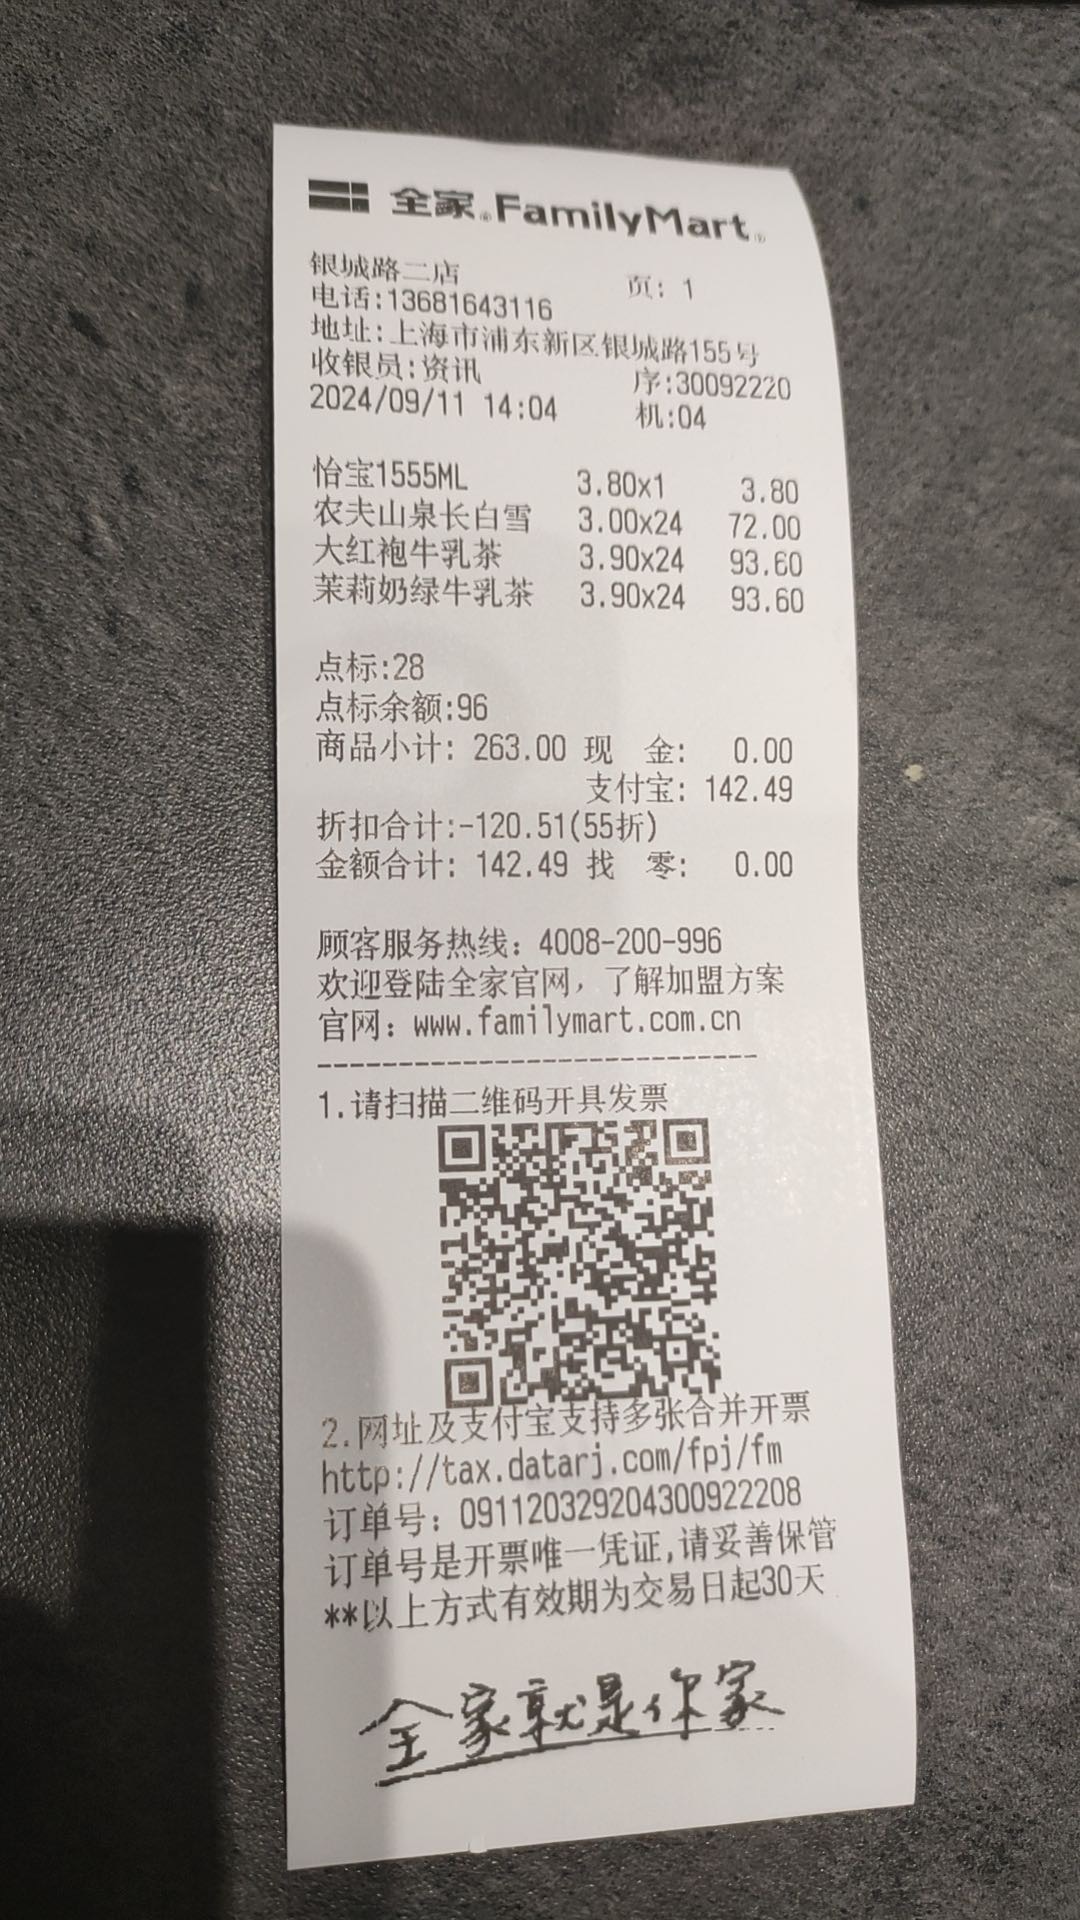 全家®FamilyMart®
银城路二店 页: 1
电话:13681643116
地址:上海市浦东新区银城路155号
收银员:资讯 序:30092220
2024/09/11 14:04 机:04
怡宝1555ML 3.80x1 3.80
农夫山泉长白雪 3.00x24 72.00
大红袍牛乳茶 3.90x24 93.60
茉莉奶绿牛乳茶 3.90x24 93.60
点标:28
点标余额:96
商品小计: 263.00 现 金: 0.00
支付宝: 142.49
折扣合计:-120.51(55折)
金额合计: 142.49 找 零: 0.00
顾客服务热线: 4008-200-996
欢迎登陆全家官网，了解加盟方案
官网: www.familymart.com.cn
----------------------------
1.请扫描二维码开具发票
2.网址及支付宝支持多张合并开票
http://tax.datarj.com/fpj/fm
订单号: 091120329204300922208
订单号是开票唯一凭证,请妥善保管
**以上方式有效期为交易日起30天
全家就是你家